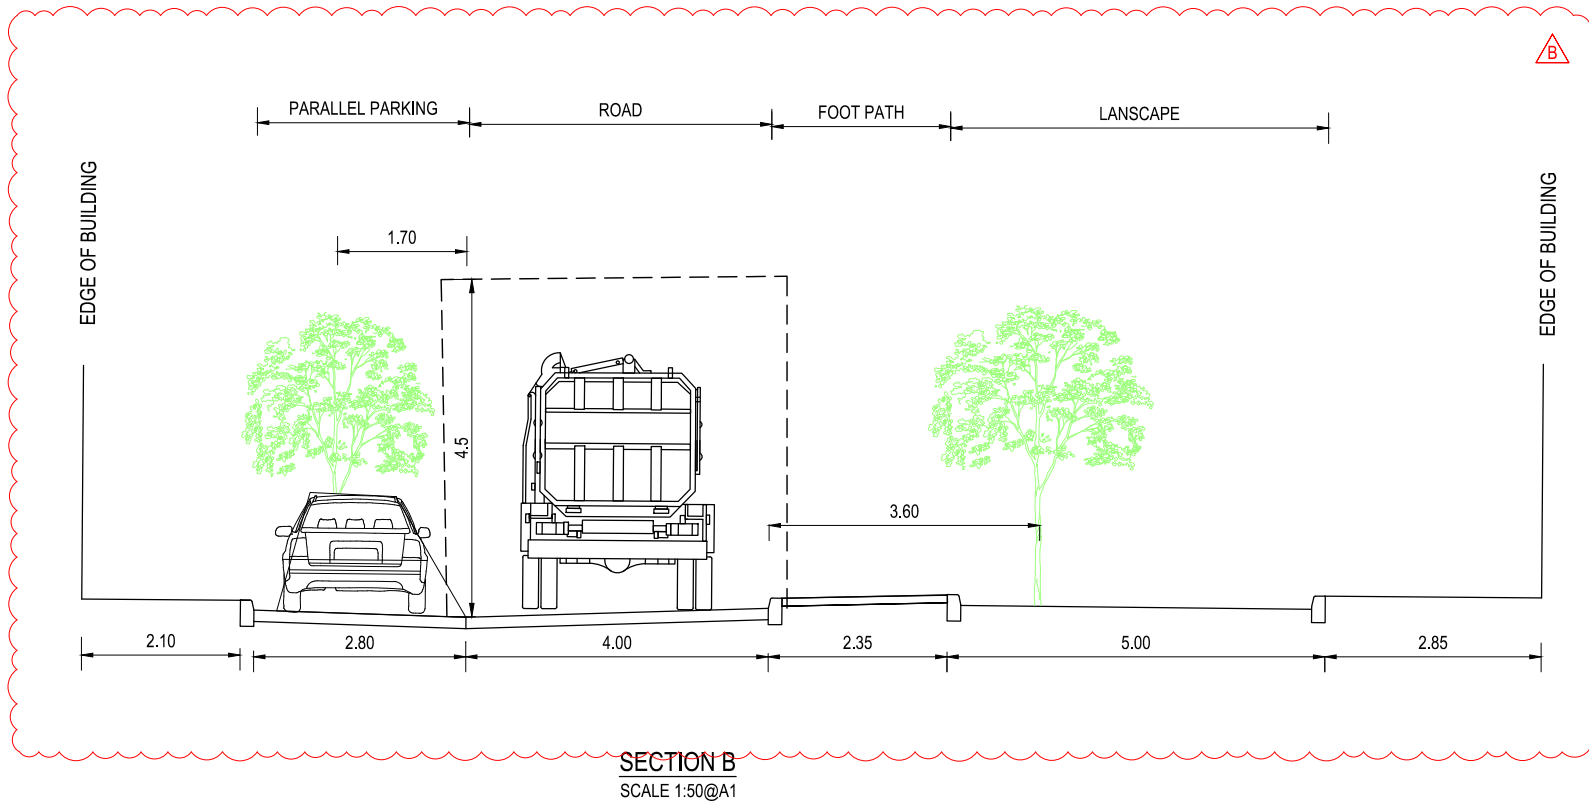 B
PARALLEL PARKING
ROAD
FOOT PATH
LANSCAPE
EDGE OF BUILDING
EDGE OF BUILDING
1.70
4.5
3.60
2.10
2.80
4.00
2.35
5.00
2.85
SECTION B
SCALE 1:50@A1